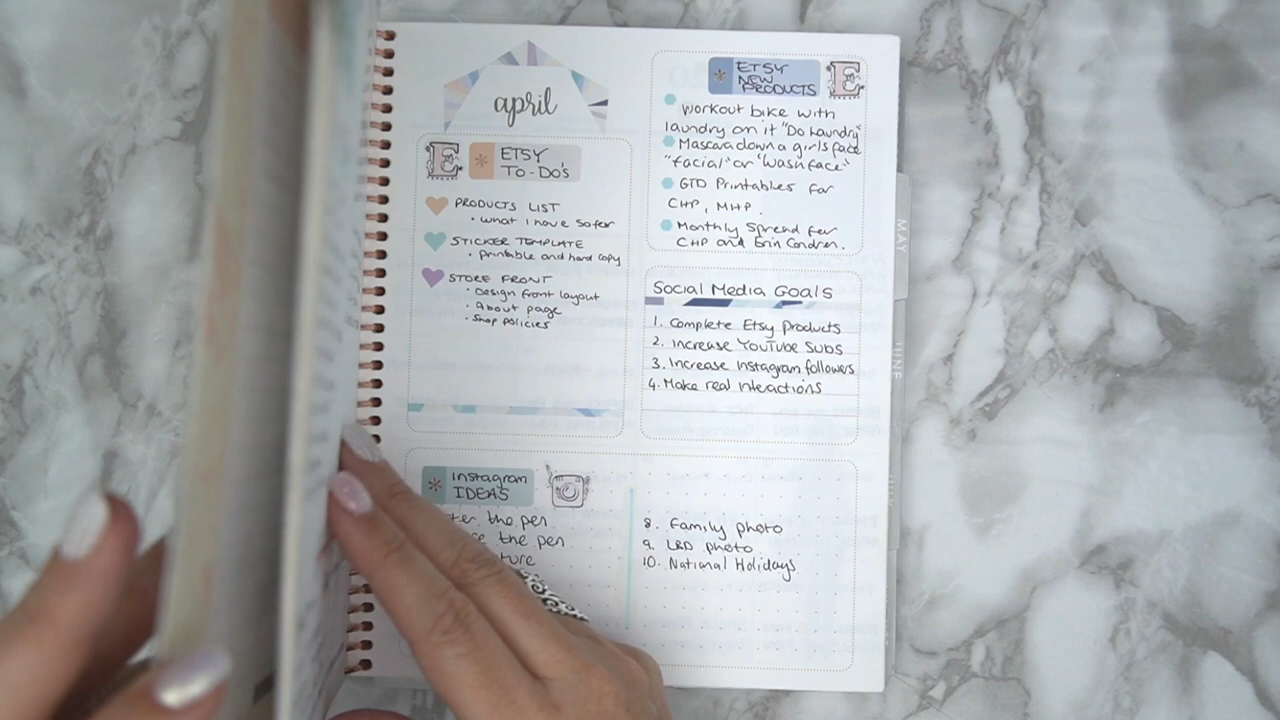 april
ETSY
TO-DO'S
PRODUCTS LIST
• what I have so far
STICKER TEMPLATE
• printable and hard copy
STORE FRONT
• Design front layout
• About page
• Shop policies
ETSY
NEW
PRODUCTS
workout bike with
laundry on it "Do Laundry"
Mascara down a girls face
"facial" or "Wash face"
GTD Printables for
CHP, MHP.
Monthly Spread for
CHP and Erin Condren.
Social Media Goals
1. Complete Etsy Products
2. Increase YouTube Subs
3. Increase Instagram followers
4. Make real interactions
Instagram
IDEAS
the pen
the pen
8. Family photo
9. photo
10. National Holidays
MAY
JUNE